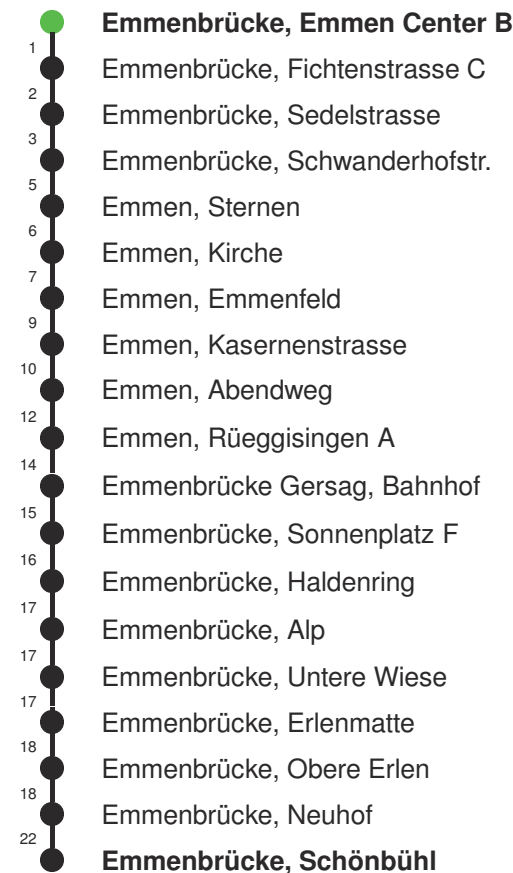 Emmenbrücke, Emmen Center B
1
Emmenbrücke, Fichtenstrasse C
2
Emmenbrücke, Sedelstrasse
3
Emmenbrücke, Schwanderhofstr.
5
Emmen, Sternen
6
Emmen, Kirche
7
Emmen, Emmenfeld
9
Emmen, Kasernenstrasse
10
Emmen, Abendweg
12
Emmen, Rüeggisingen A
14
Emmenbrücke Gersag, Bahnhof
15
Emmenbrücke, Sonnenplatz F
16
Emmenbrücke, Haldenring
17
Emmenbrücke, Alp
17
Emmenbrücke, Untere Wiese
17
Emmenbrücke, Erlenmatte
18
Emmenbrücke, Obere Erlen
18
Emmenbrücke, Neuhof
22
Emmenbrücke, Schönbühl